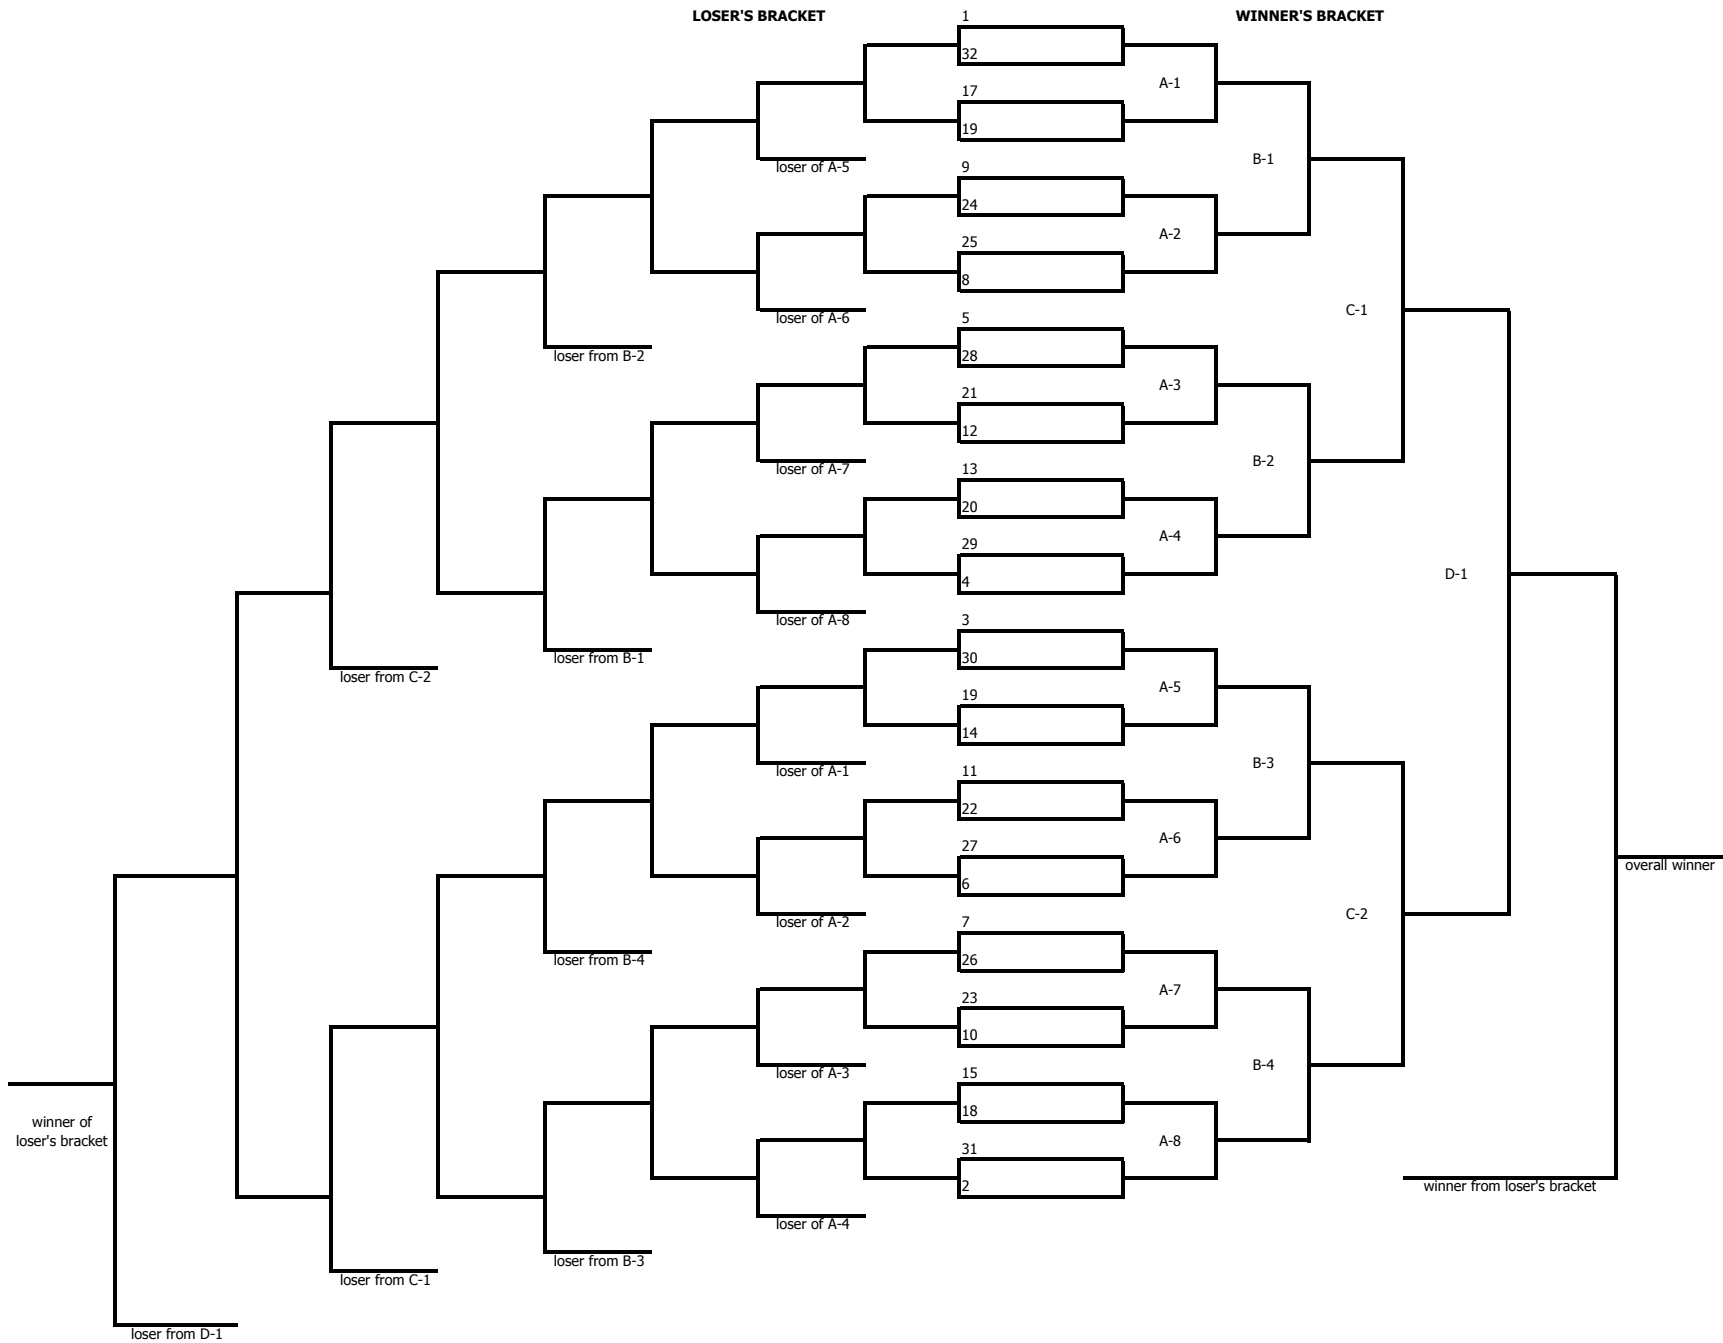 LOSER'S BRACKET
WINNER'S BRACKET
1
32
A-1
17
19
loser of A-5
B-1
9
24
A-2
25
8
loser of A-6
C-1
5
28
loser from B-2
A-3
21
12
loser of A-7
B-2
13
20
A-4
29
4
D-1
loser of A-8
3
30
loser from B-1
loser from C-2
A-5
19
14
loser of A-1
B-3
11
22
A-6
27
6
overall winner
loser of A-2
C-2
7
26
loser from B-4
A-7
23
10
loser of A-3
B-4
15
18
winner of
loser's bracket
A-8
31
2
winner from loser's bracket
loser of A-4
loser from B-3
loser from C-1
loser from D-1